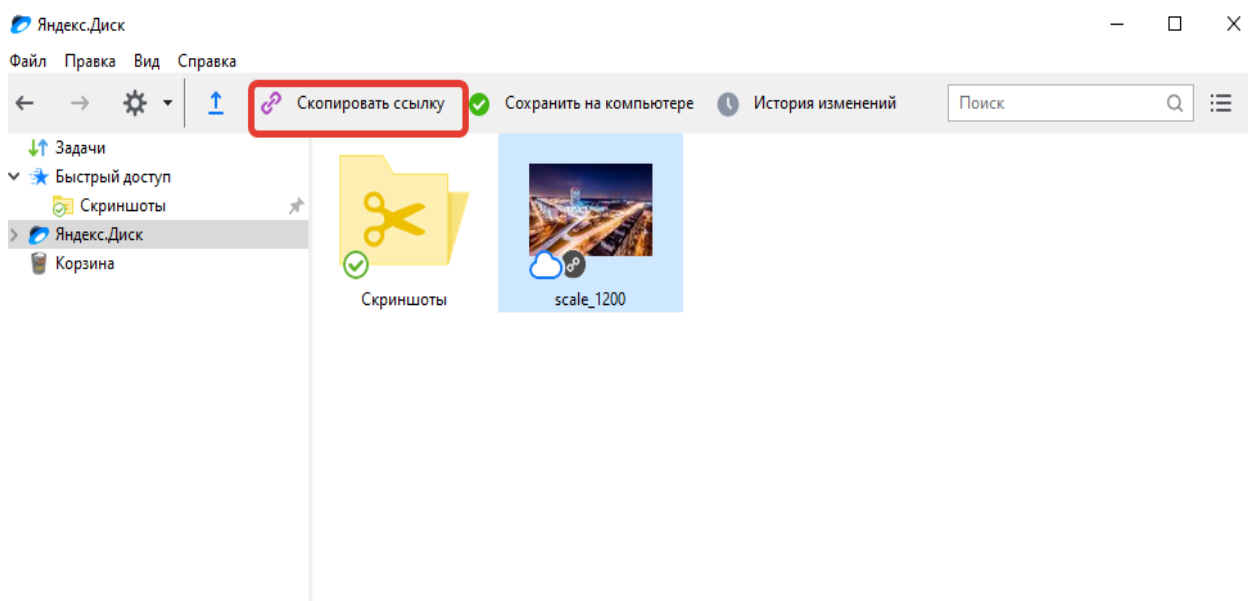 Яндекс.Диск
Файл Правка Вид Справка
Скопировать ссылку Сохранить на компьютере История изменений Поиск
Задачи
Быстрый доступ
Скриншоты
Яндекс.Диск
Корзина
Скриншоты scale_1200